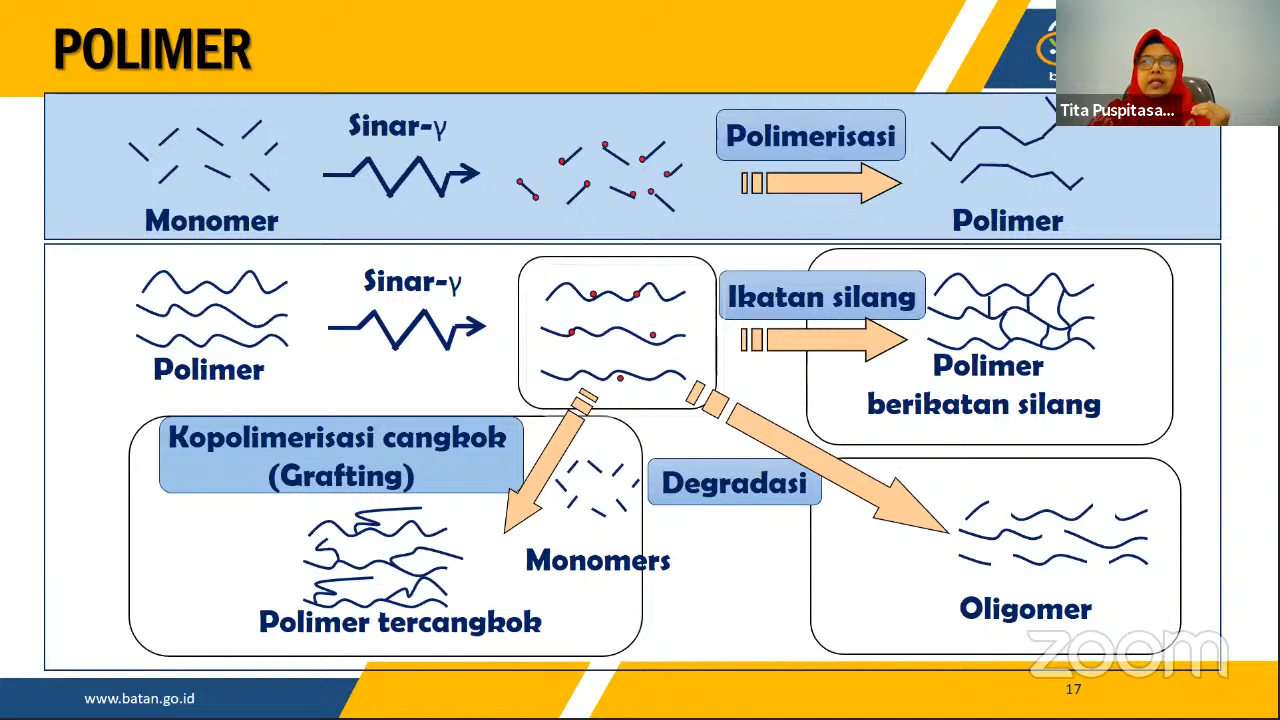 POLIMER
Tita Puspitasa...
Sinar-γ
Polimerisasi
Monomer
Polimer
Sinar-γ
Ikatan silang
Polimer
Polimer
berikatan silang
Kopolimerisasi cangkok
(Grafting)
Degradasi
Monomers
Polimer tercangkok
Oligomer
zoom
www.batan.go.id
17